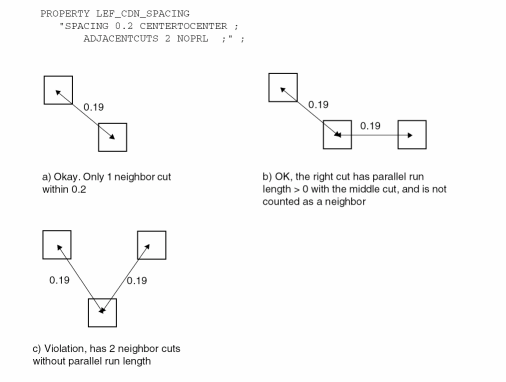 PROPERTY LEF_CDN_SPACING
"SPACING 0.2 CENTERTOCENTER ;
ADJACENTCUTS 2 NOPRL ;" ;
0.19
a) Okay. Only 1 neighbor cut
within 0.2
0.19
0.19
b) OK, the right cut has parallel run
length > 0 with the middle cut, and is not
counted as a neighbor
0.19
0.19
c) Violation, has 2 neighbor cuts
without parallel run length